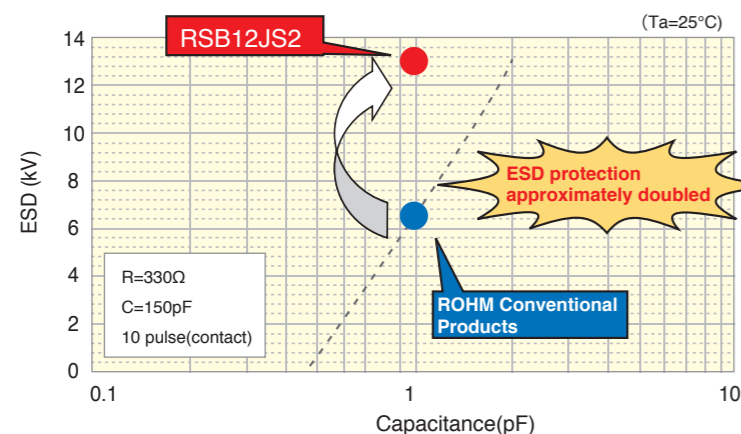 (Ta=25°C)
RSB12JS2
14
12
10
8
6
4
2
0
ESD (kV)
ESD protection
approximately doubled
R=330Ω
C=150pF
10 pulse(contact)
ROHM Conventional
Products
0.1
1
10
Capacitance(pF)